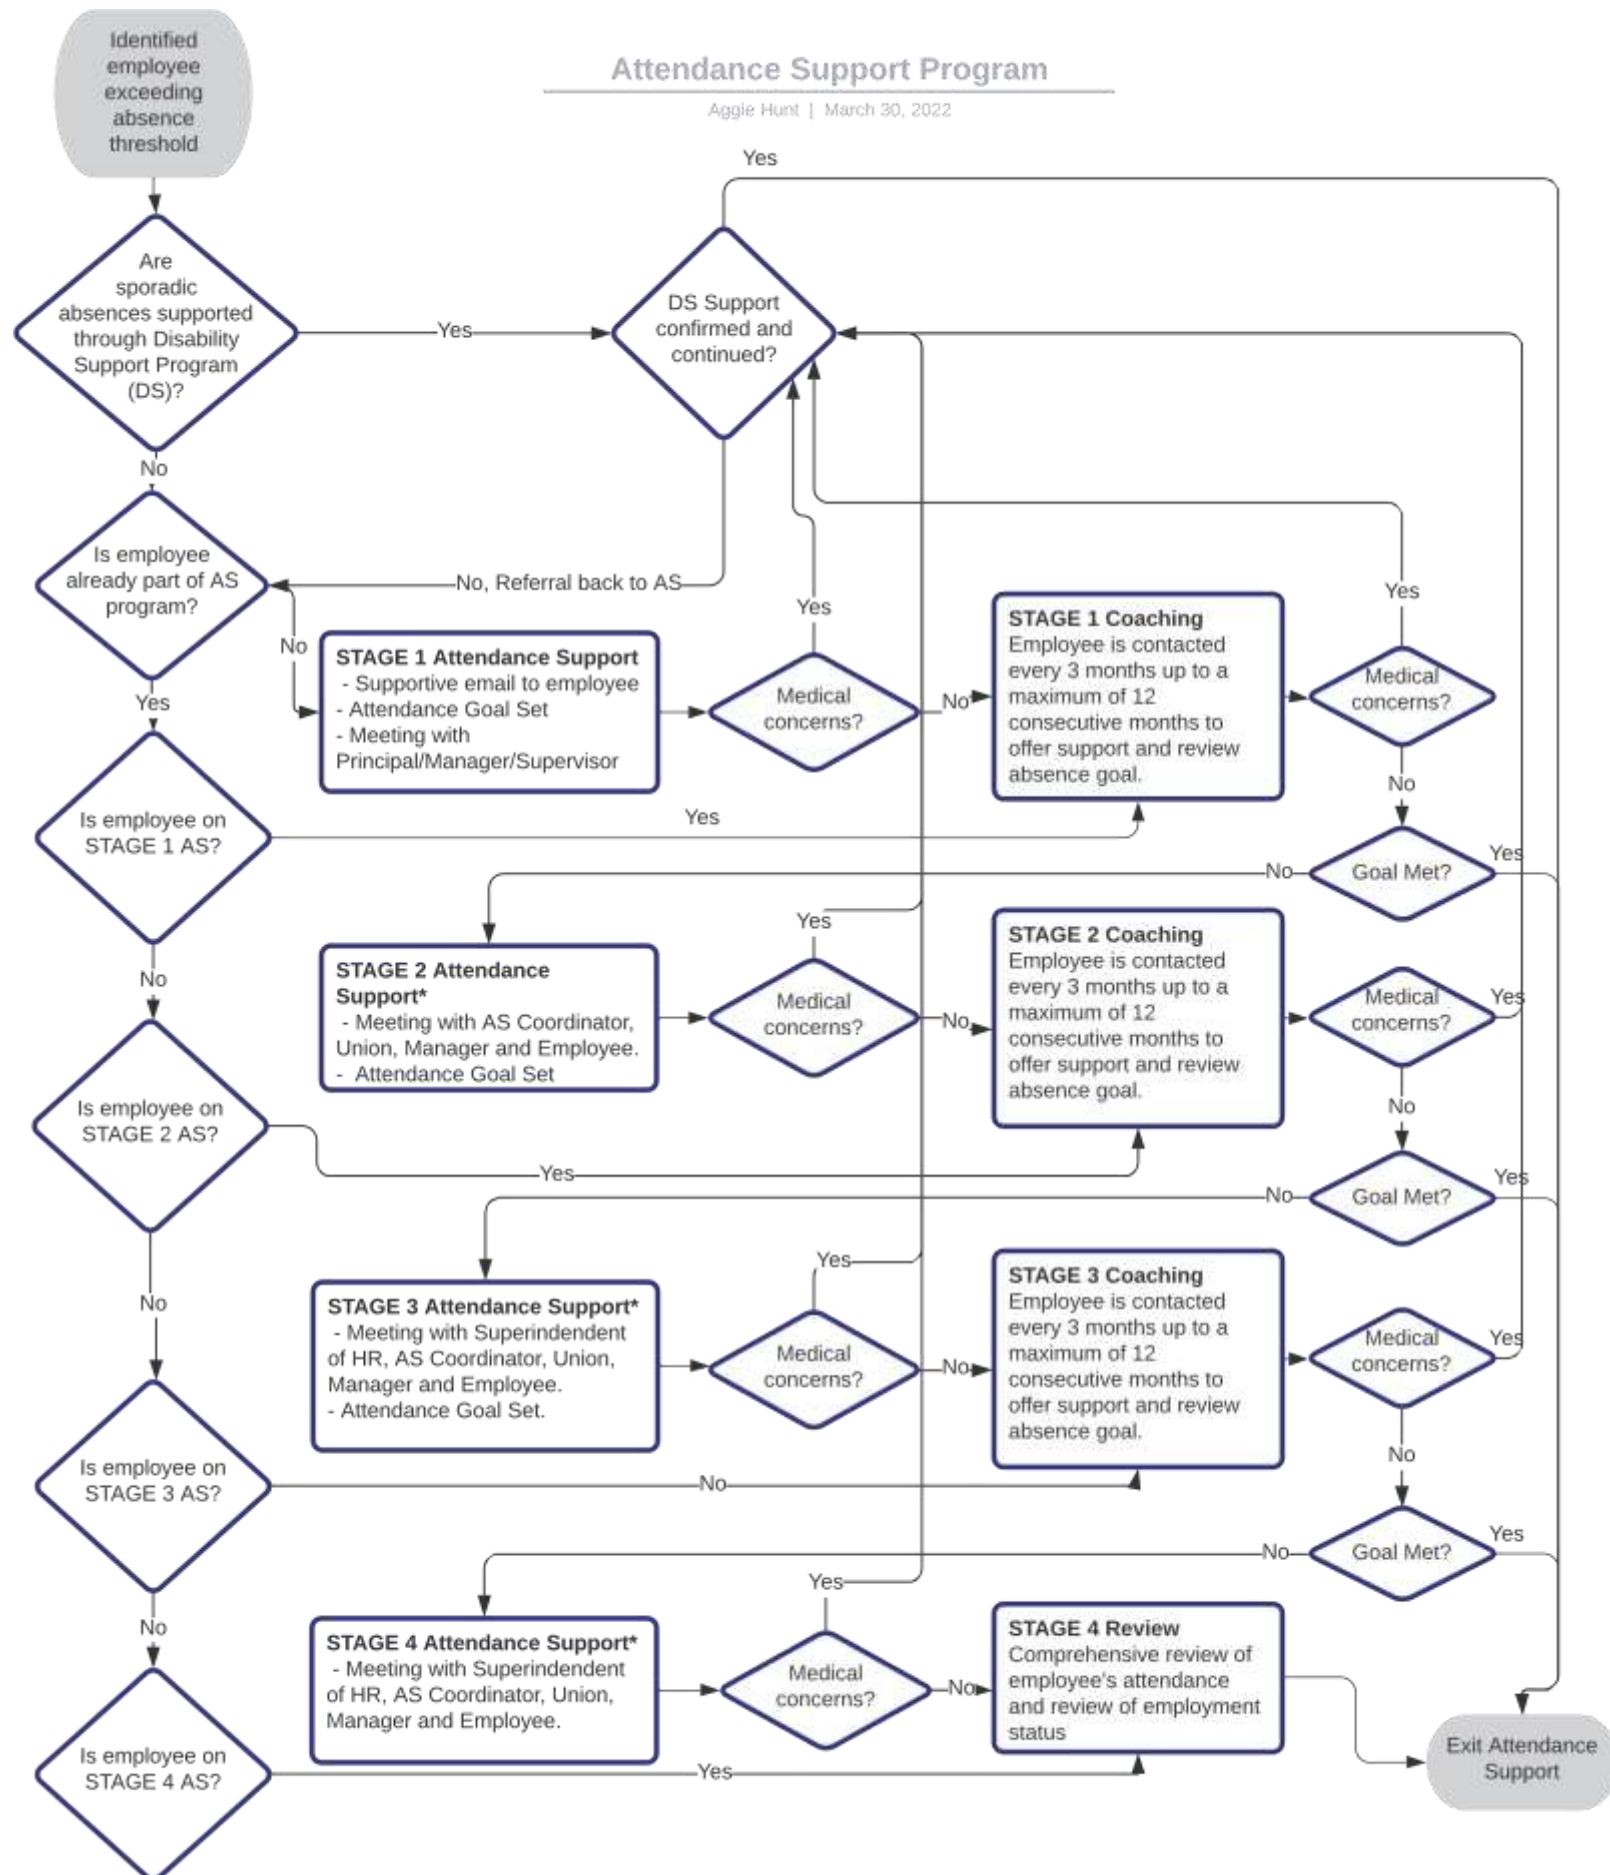 Identified
employee
exceeding
absence
threshold
Attendance Support Program
Aggie Hunt | March 30, 2022
Yes
Are
sporadic
absences supported
through Disability
Support Program
(DS)?
Yes
DS Support
confirmed and
continued?
No
Is employee
already part of AS
program?
No, Referral back to AS
No
Yes
STAGE 1 Attendance Support
- Supportive email to employee
- Attendance Goal Set
- Meeting with
Principal/Manager/Supervisor
Yes
Medical
concerns?
No
STAGE 1 Coaching
Employee is contacted
every 3 months up to a
maximum of 12
consecutive months to
offer support and review
absence goal.
Yes
Medical
concerns?
No
Is employee on
STAGE 1 AS?
Yes
Goal Met?
Yes
No
No
STAGE 2 Attendance
Support*
- Meeting with AS Coordinator,
Union, Manager and Employee.
- Attendance Goal Set
Yes
Medical
concerns?
No
STAGE 2 Coaching
Employee is contacted
every 3 months up to a
maximum of 12
consecutive months to
offer support and review
absence goal.
Medical
concerns?
Yes
No
Is employee on
STAGE 2 AS?
Yes
Goal Met?
Yes
No
No
STAGE 3 Attendance Support*
- Meeting with Superindendent
of HR, AS Coordinator, Union,
Manager and Employee.
- Attendance Goal Set.
Yes
Medical
concerns?
No
STAGE 3 Coaching
Employee is contacted
every 3 months up to a
maximum of 12
consecutive months to
offer support and review
absence goal.
Medical
concerns?
Yes
No
Is employee on
STAGE 3 AS?
No
Goal Met?
Yes
No
No
STAGE 4 Attendance Support*
- Meeting with Superindendent
of HR, AS Coordinator, Union,
Manager and Employee.
Yes
Medical
concerns?
No
STAGE 4 Review
Comprehensive review of
employee's attendance
and review of employment
status
Is employee on
STAGE 4 AS?
Yes
Exit Attendance
Support